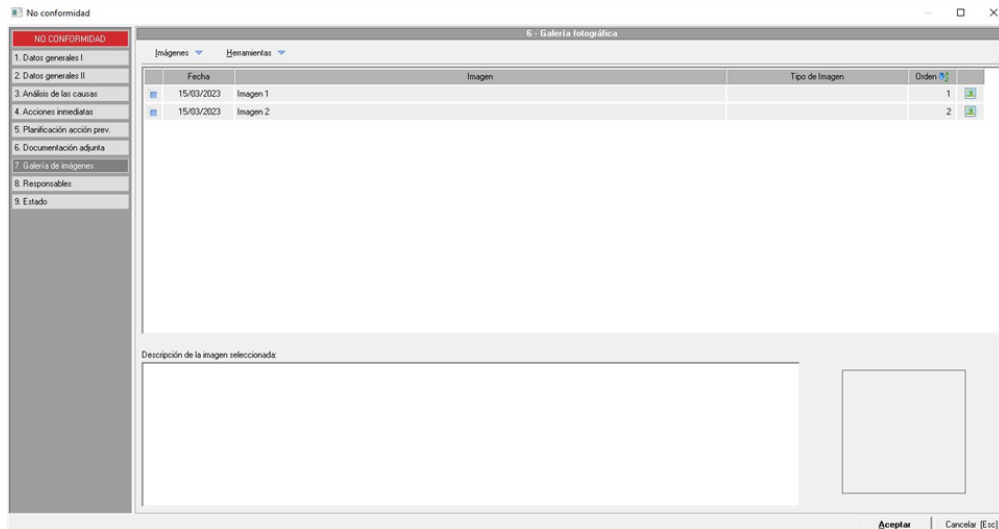 No conformidad
NO CONFORMIDAD
1. Datos generales I
2. Datos generales II
3. Análisis de las causas
4. Acciones inmediatas
5. Planificación acción prev.
6. Documentación adjunta
7. Galería de imágenes
8. Responsables
9. Estado
6 - Galería fotográfica
Imágenes Herramientas
Fecha Imagen Tipo de Imagen Orden
15/03/2023 Imagen 1 1
15/03/2023 Imagen 2 2
Descripción de la imagen seleccionada:
Aceptar Cancelar [Esc]